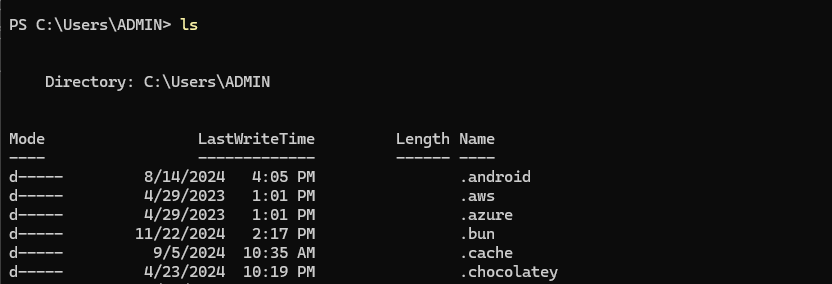 PS C:\Users\ADMIN> ls
Directory: C:\Users\ADMIN
Mode LastWriteTime Length Name
---- ------------- ------ ----
d----- 8/14/2024 4:05 PM .android
d----- 4/29/2023 1:01 PM .aws
d----- 4/29/2023 1:01 PM .azure
d----- 11/22/2024 2:17 PM .bun
d----- 9/5/2024 10:35 AM .cache
d----- 4/23/2024 10:19 PM .chocolatey